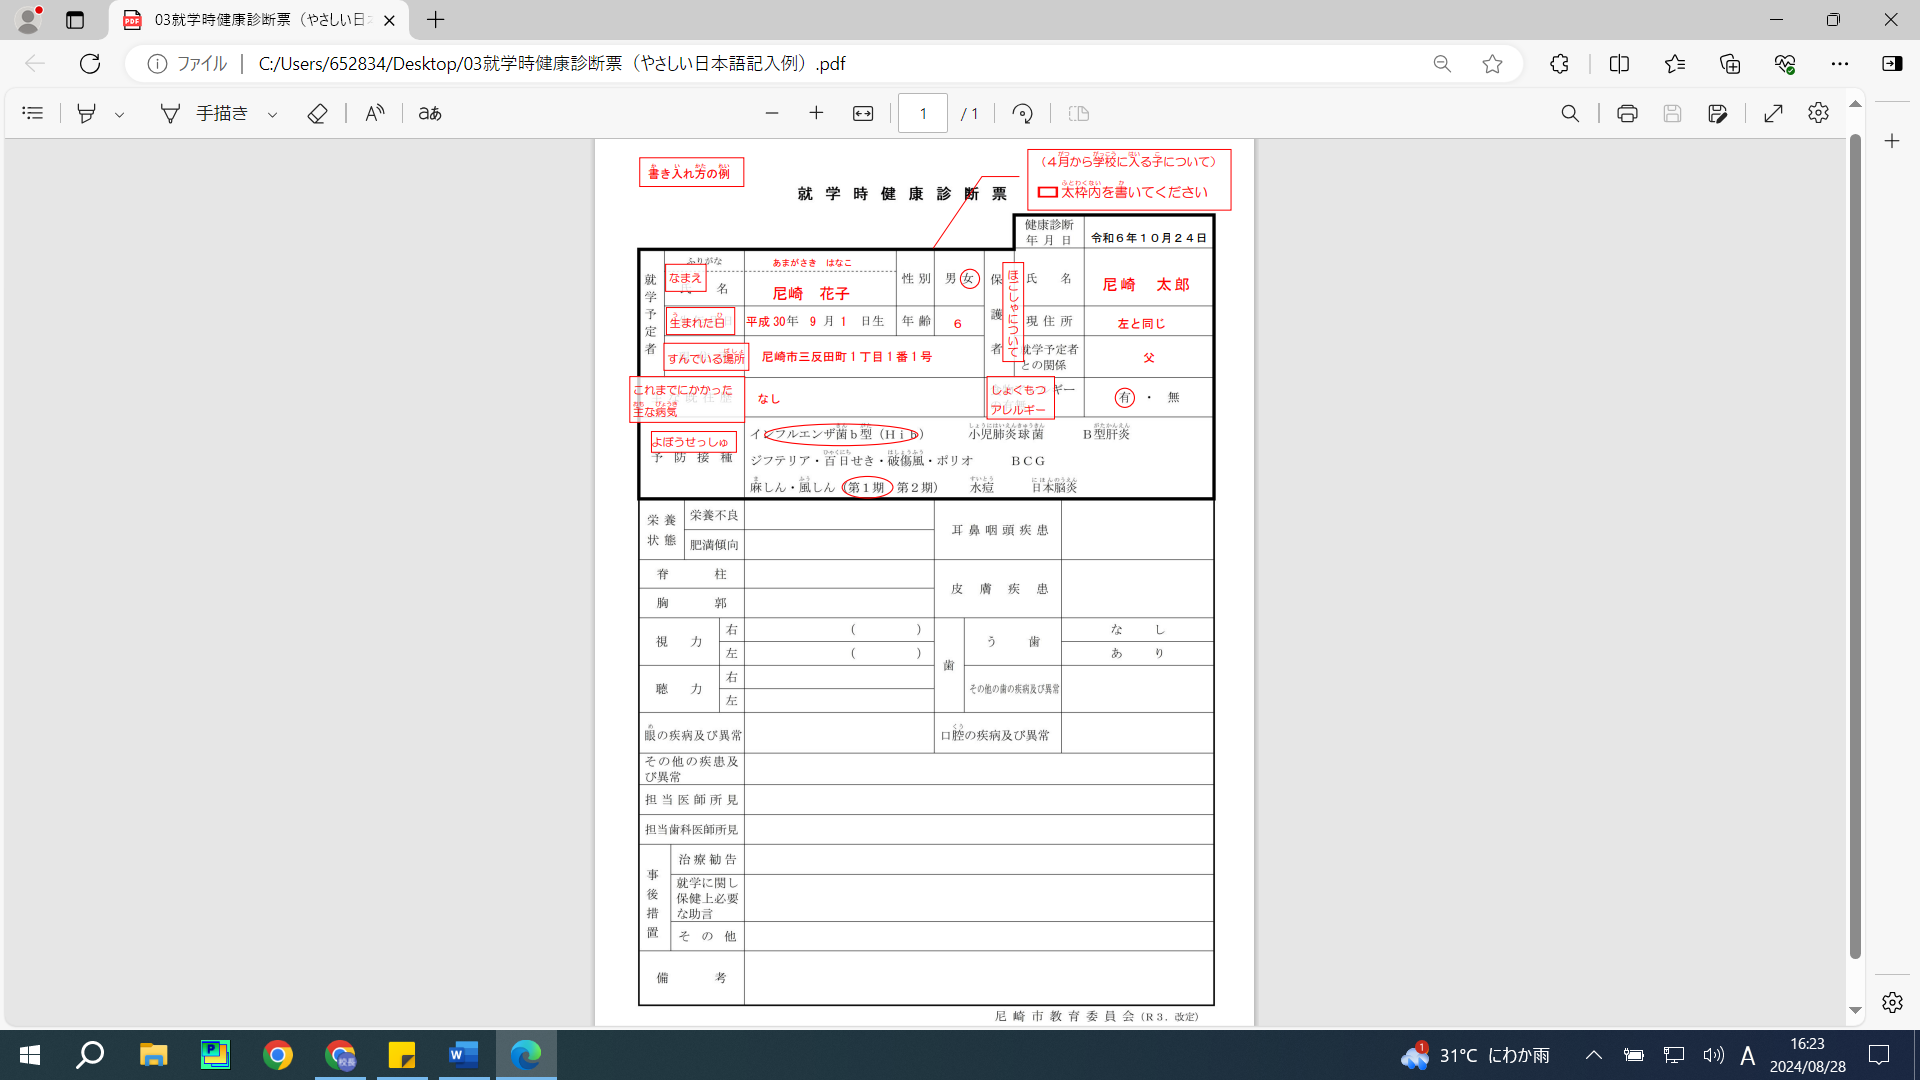 03就学時健康診断票（やさしい日
ファイル
C:/Users/652834/Desktop/03就学時健康診断票（やさしい日本語記入例）.pdf
手描き
aあ
1
/ 1
書き入れ方の例
（４月から学校に入る子について）
太枠内を書いてください
就学時健康診断票
健康診断
年月日
令和６年１０月２４日
就学予定者
ふりがな
なまえ
名
あまがさき　はなこ
尼崎　花子
性別
男
女
保護者
ほごしゃについて
氏　名
尼崎　太郎
生まれた日
平成30年　9　月　1　日生
年齢
6
現住所
左と同じ
すんでいる場所
尼崎市三反田町１丁目１番１号
就学予定者
との関係
父
これまでにかかった
主な病気
なし
しょくもつ
アレルギー
ギー
有　・　無
よぼうせっしゅ
予防接種
インフルエンザ菌ｂ型（Ｈｉｂ）　小児肺炎球菌　Ｂ型肝炎
ジフテリア・百日せき・破傷風・ポリオ　ＢＣＧ
麻しん・風しん（第１期　第２期）　水痘　日本脳炎
栄養状態
栄養不良
肥満傾向
耳鼻咽頭疾患
脊　柱
胸　郭
皮膚疾患
視　力
右
（　　）
左
（　　）
歯
う　歯
な　し
あ　り
聴　力
右
左
その他の歯の疾病及び異常
眼の疾病及び異常
口腔の疾病及び異常
その他の疾患及
び異常
担当医師所見
担当歯科医師所見
事後措置
治療勧告
就学に関し
保健上必要
な助言
その他
備　考
尼崎市教育委員会（Ｒ３．改定）
31°C にわか雨
A
16:23
2024/08/28